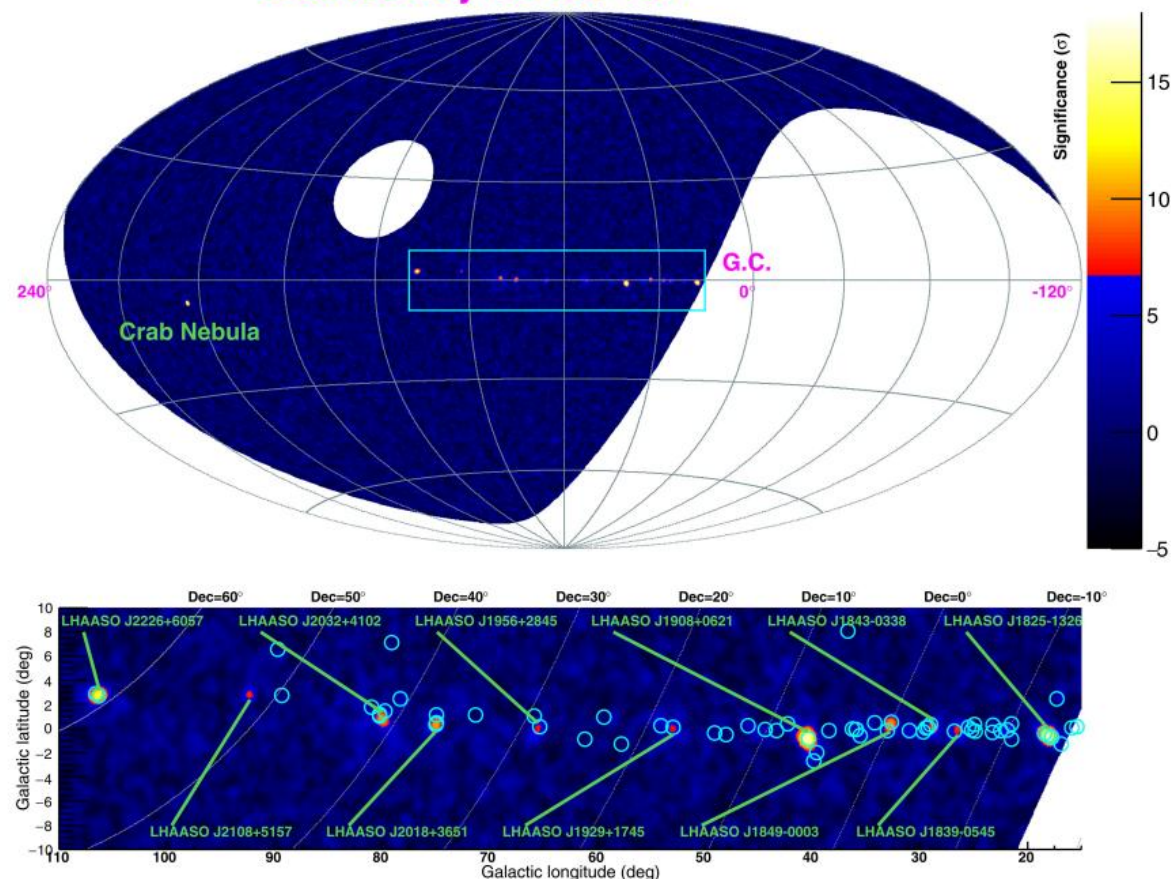 Significance (σ)
15
10
5
0
−5
G.C.
240°
0°
-120°
Crab Nebula
Dec=60°
Dec=50°
Dec=40°
Dec=30°
Dec=20°
Dec=10°
Dec=0°
Dec=-10°
LHAASO J2226+6057
LHAASO J2032+4102
LHAASO J1956+2845
LHAASO J1908+0621
LHAASO J1843-0338
LHAASO J1825-1326
Galactic latitude (deg)
10
8
6
4
2
0
−2
−4
−6
−8
−10
LHAASO J2108+5157
LHAASO J2018+3651
LHAASO J1929+1745
LHAASO J1849-0003
LHAASO J1839-0545
110
100
90
80
70
60
50
40
30
20
Galactic longitude (deg)